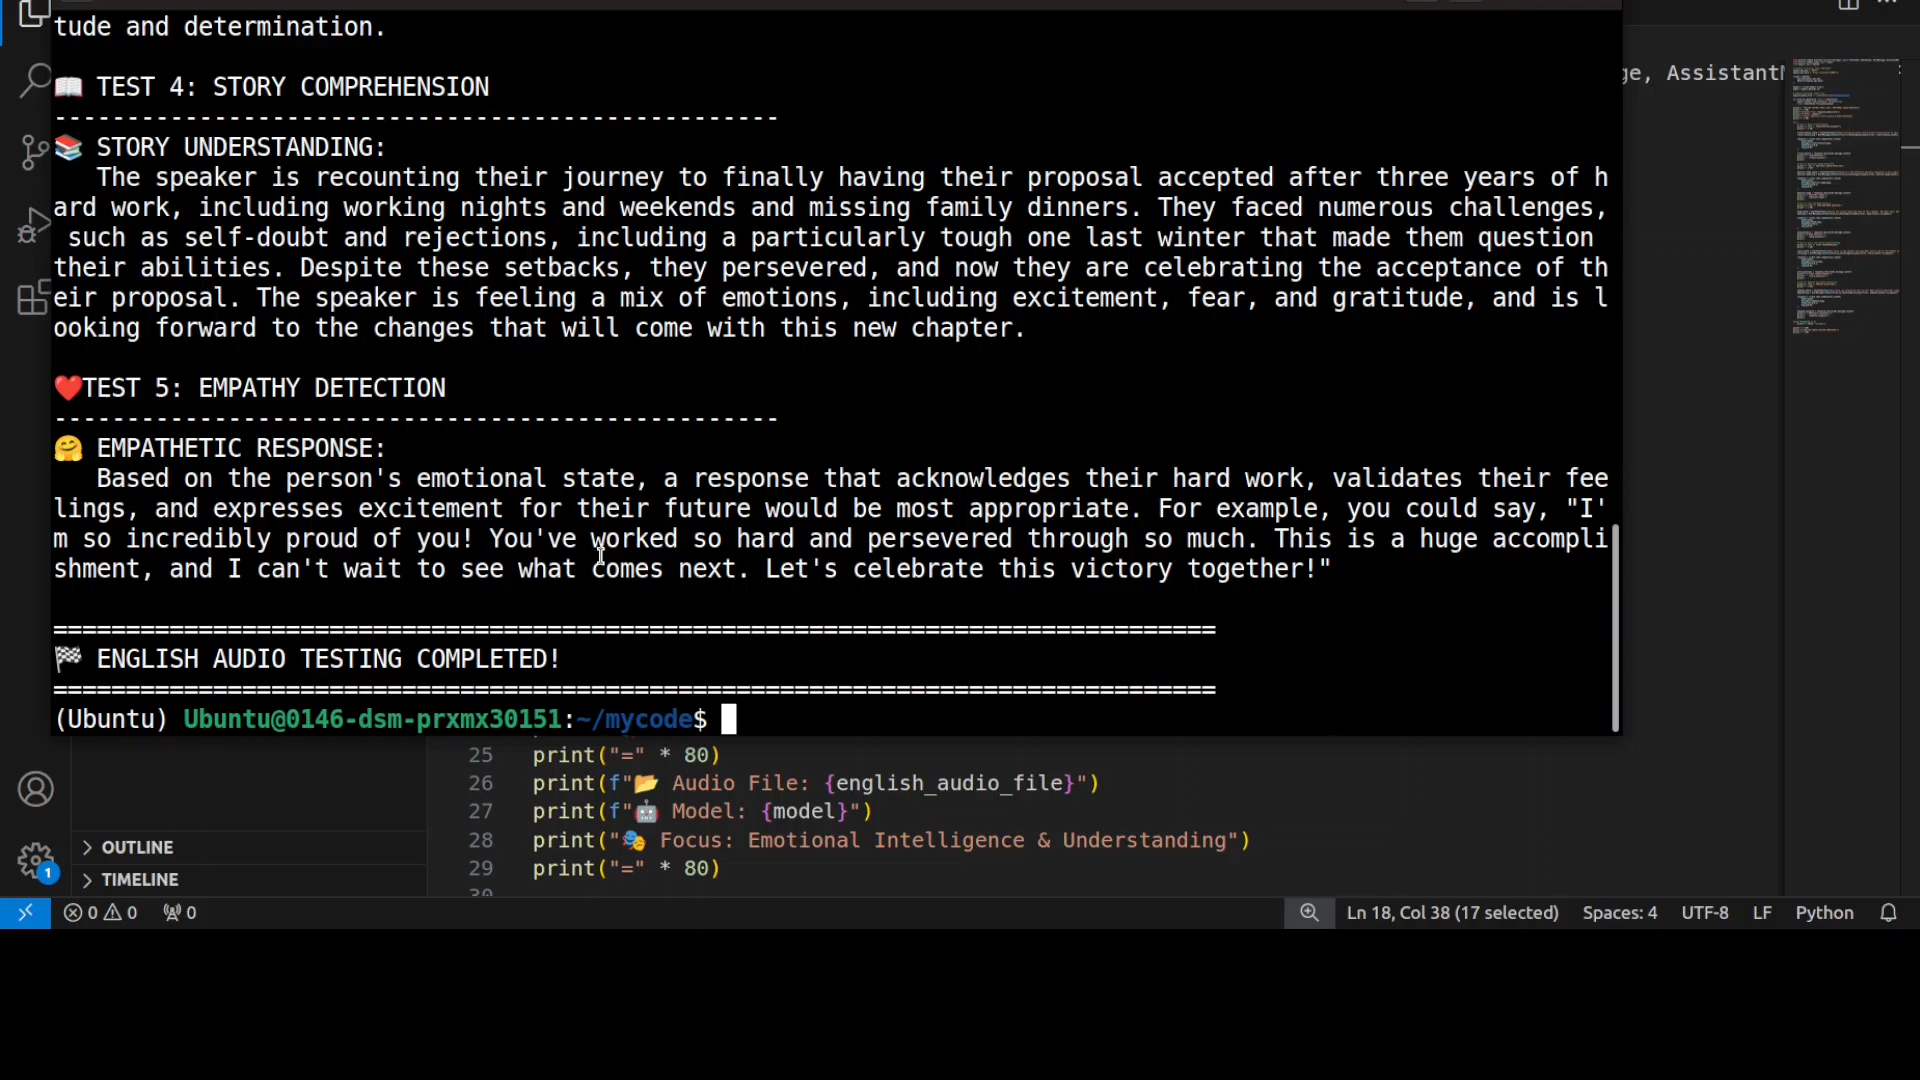 tude and determination.
📖 TEST 4: STORY COMPREHENSION
--------------------------------------------------
📚 STORY UNDERSTANDING:
The speaker is recounting their journey to finally having their proposal accepted after three years of h
ard work, including working nights and weekends and missing family dinners. They faced numerous challenges,
such as self-doubt and rejections, including a particularly tough one last winter that made them question
their abilities. Despite these setbacks, they persevered, and now they are celebrating the acceptance of th
eir proposal. The speaker is feeling a mix of emotions, including excitement, fear, and gratitude, and is l
ooking forward to the changes that will come with this new chapter.
❤️TEST 5: EMPATHY DETECTION
--------------------------------------------------
🤗 EMPATHETIC RESPONSE:
Based on the person's emotional state, a response that acknowledges their hard work, validates their fee
lings, and expresses excitement for their future would be most appropriate. For example, you could say, "I'
m so incredibly proud of you! You've worked so hard and persevered through so much. This is a huge accompli
shment, and I can't wait to see what comes next. Let's celebrate this victory together!"
================================================================================
🏁 ENGLISH AUDIO TESTING COMPLETED!
================================================================================
(Ubuntu) Ubuntu@0146-dsm-prxmx30151:~/mycode$
ge, Assistant
25 print("=" * 80)
26 print(f"📂 Audio File: {english_audio_file}")
27 print(f"🤖 Model: {model}")
28 print("🎭 Focus: Emotional Intelligence & Understanding")
29 print("=" * 80)
30
OUTLINE
TIMELINE
1
0 0 0
Ln 18, Col 38 (17 selected) Spaces: 4 UTF-8 LF Python